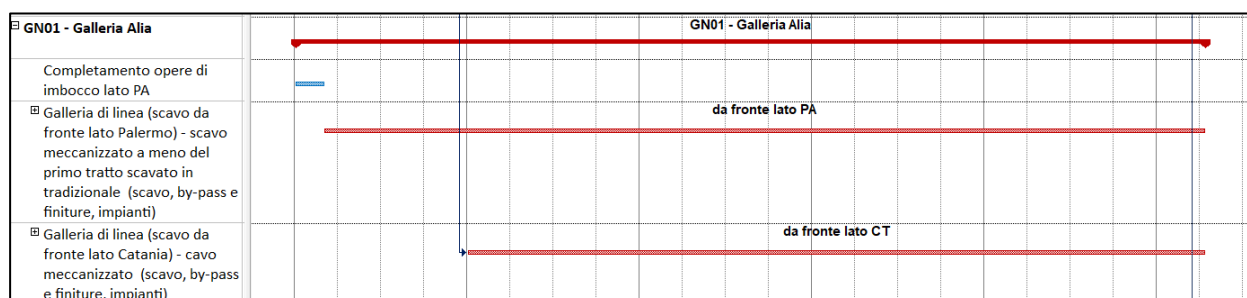 GN01 - Galleria Alia
GN01 - Galleria Alia
Completamento opere di
imbocco lato PA
Galleria di linea (scavo da
fronte lato Palermo) - scavo
meccanizzato a meno del
primo tratto scavato in
tradizionale (scavo, by-pass e
finiture, impianti)
da fronte lato PA
Galleria di linea (scavo da
fronte lato Catania) - cavo
meccanizzato (scavo, by-pass
e finiture, impianti)
da fronte lato CT